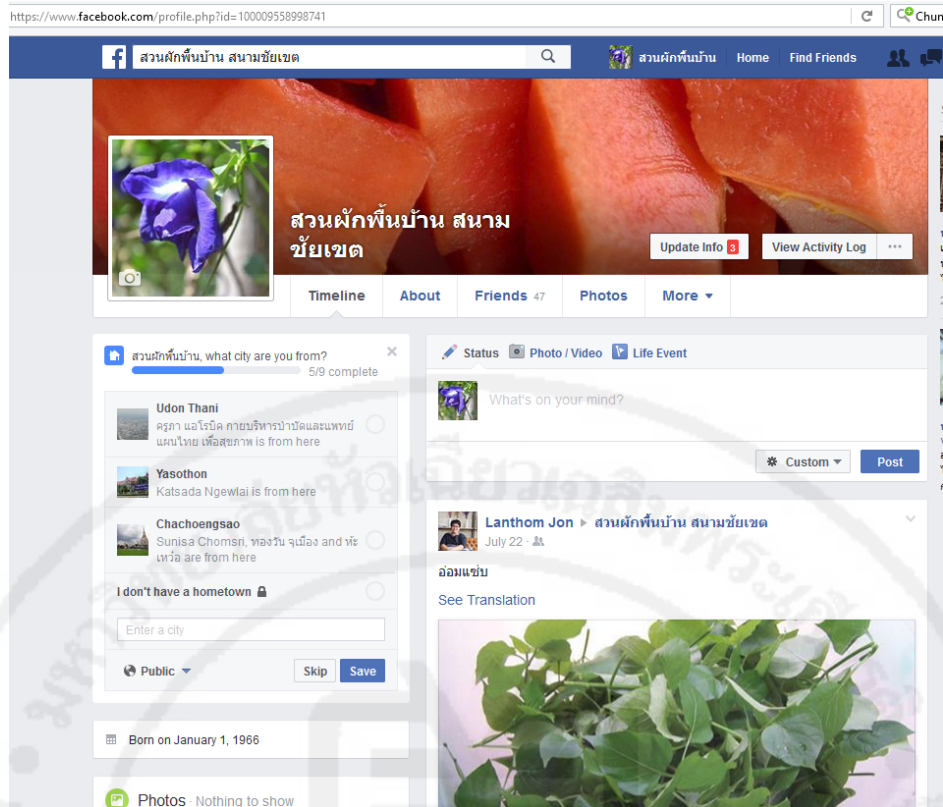 https://www.facebook.com/profile.php?id=100009558998741
Chun
สวนผักพื้นบ้าน สนามชัยเขต
สวนผักพื้นบ้าน Home Find Friends
สวนผักพื้นบ้าน สนาม
ชัยเขต
Update Info 3 View Activity Log
Timeline About Friends 47 Photos More
สวนผักพื้นบ้าน, what city are you from?
5/9 complete
Udon Thani
ครูภา แอโรบิค กายบริหารบำบัดและแพทย์
แผนไทย เพื่อสุขภาพ is from here
Yasothon
Katsada Ngewlai is from here
Chachoengsao
Sunisa Chomsri, ทองวัน จุเมือง and ห๊ะ
เหว่อ are from here
I don't have a hometown
Enter a city
Public Skip Save
Born on January 1, 1966
Photos · Nothing to show
Status Photo / Video Life Event
What's on your mind?
Custom Post
Lanthom Jon ▸ สวนผักพื้นบ้าน สนามชัยเขต
July 22 ·
อ่อมแซ่บ
See Translation